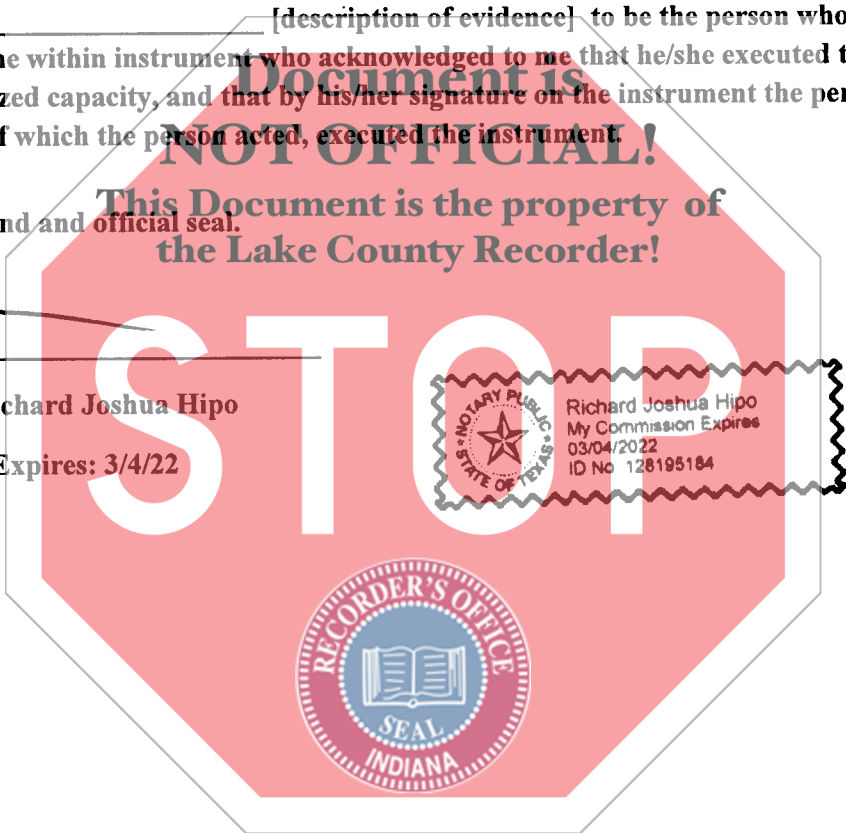 [description of evidence] to be the person who
e within instrument who acknowledged to me that he/she executed t
zed capacity, and that by his/her signature on the instrument the per
f which the person acted, executed the instrument.
nd and official seal.
Document is
NOT OFFICIAL!
This Document is the property of
the Lake County Recorder!
STOP
chard Joshua Hipo
Expires: 3/4/22
NOTARY PUBLIC
STATE OF TEXAS
Richard Joshua Hipo
My Commission Expires
03/04/2022
ID No 128195184
RECORDER'S OFFICE
SEAL
INDIANA